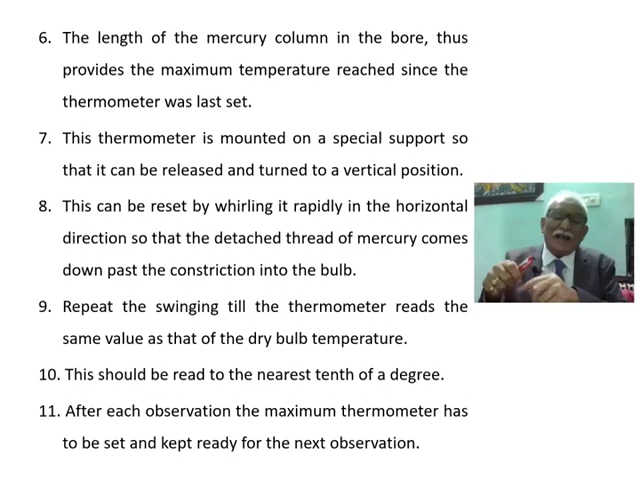 6. The length of the mercury column in the bore, thus
provides the maximum temperature reached since the
thermometer was last set.
7. This thermometer is mounted on a special support so
that it can be released and turned to a vertical position.
8. This can be reset by whirling it rapidly in the horizontal
direction so that the detached thread of mercury comes
down past the constriction into the bulb.
9. Repeat the swinging till the thermometer reads the
same value as that of the dry bulb temperature.
10. This should be read to the nearest tenth of a degree.
11. After each observation the maximum thermometer has
to be set and kept ready for the next observation.